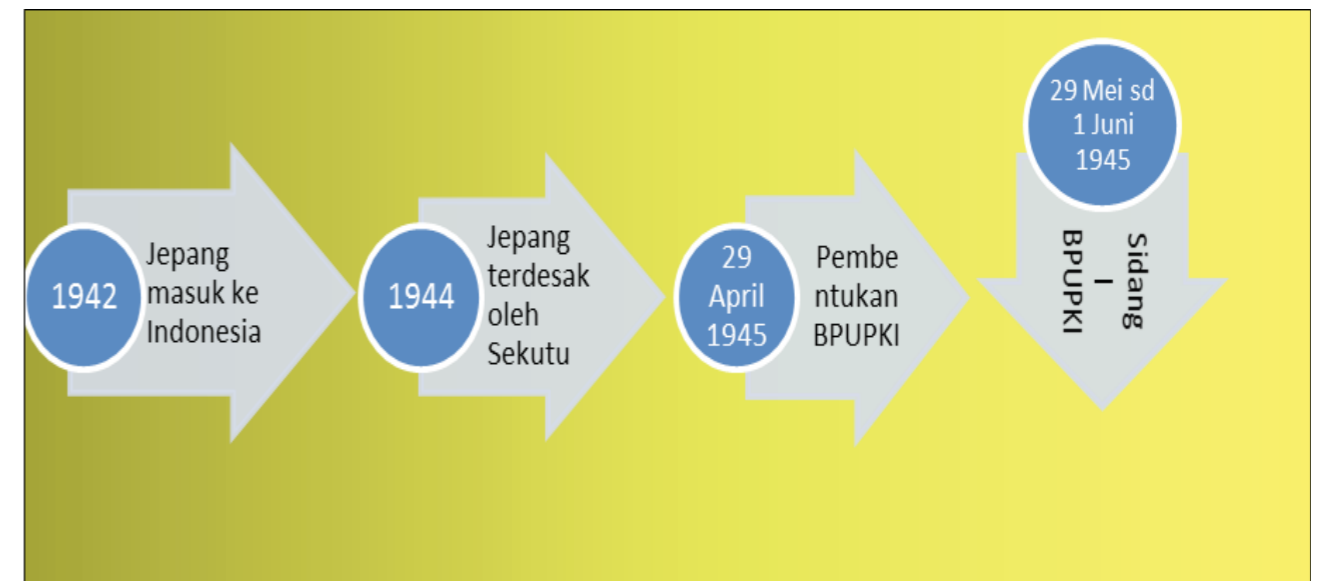 1942
Jepang
masuk ke
Indonesia
1944
Jepang
terdesak
oleh
Sekutu
29
April
1945
Pembe
ntukan
BPUPKI
29 Mei sd
1 Juni
1945
Sidang
I
BPUPKI